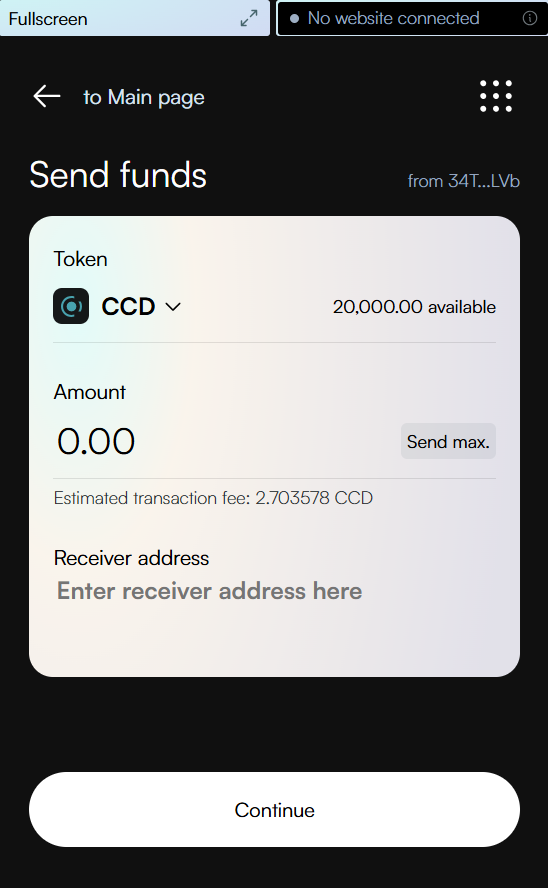 Fullscreen
No website connected
to Main page
Send funds
from 34T...LVb
Token
CCD
20,000.00 available
Amount
0.00
Send max.
Estimated transaction fee: 2.703578 CCD
Receiver address
Enter receiver address here
Continue